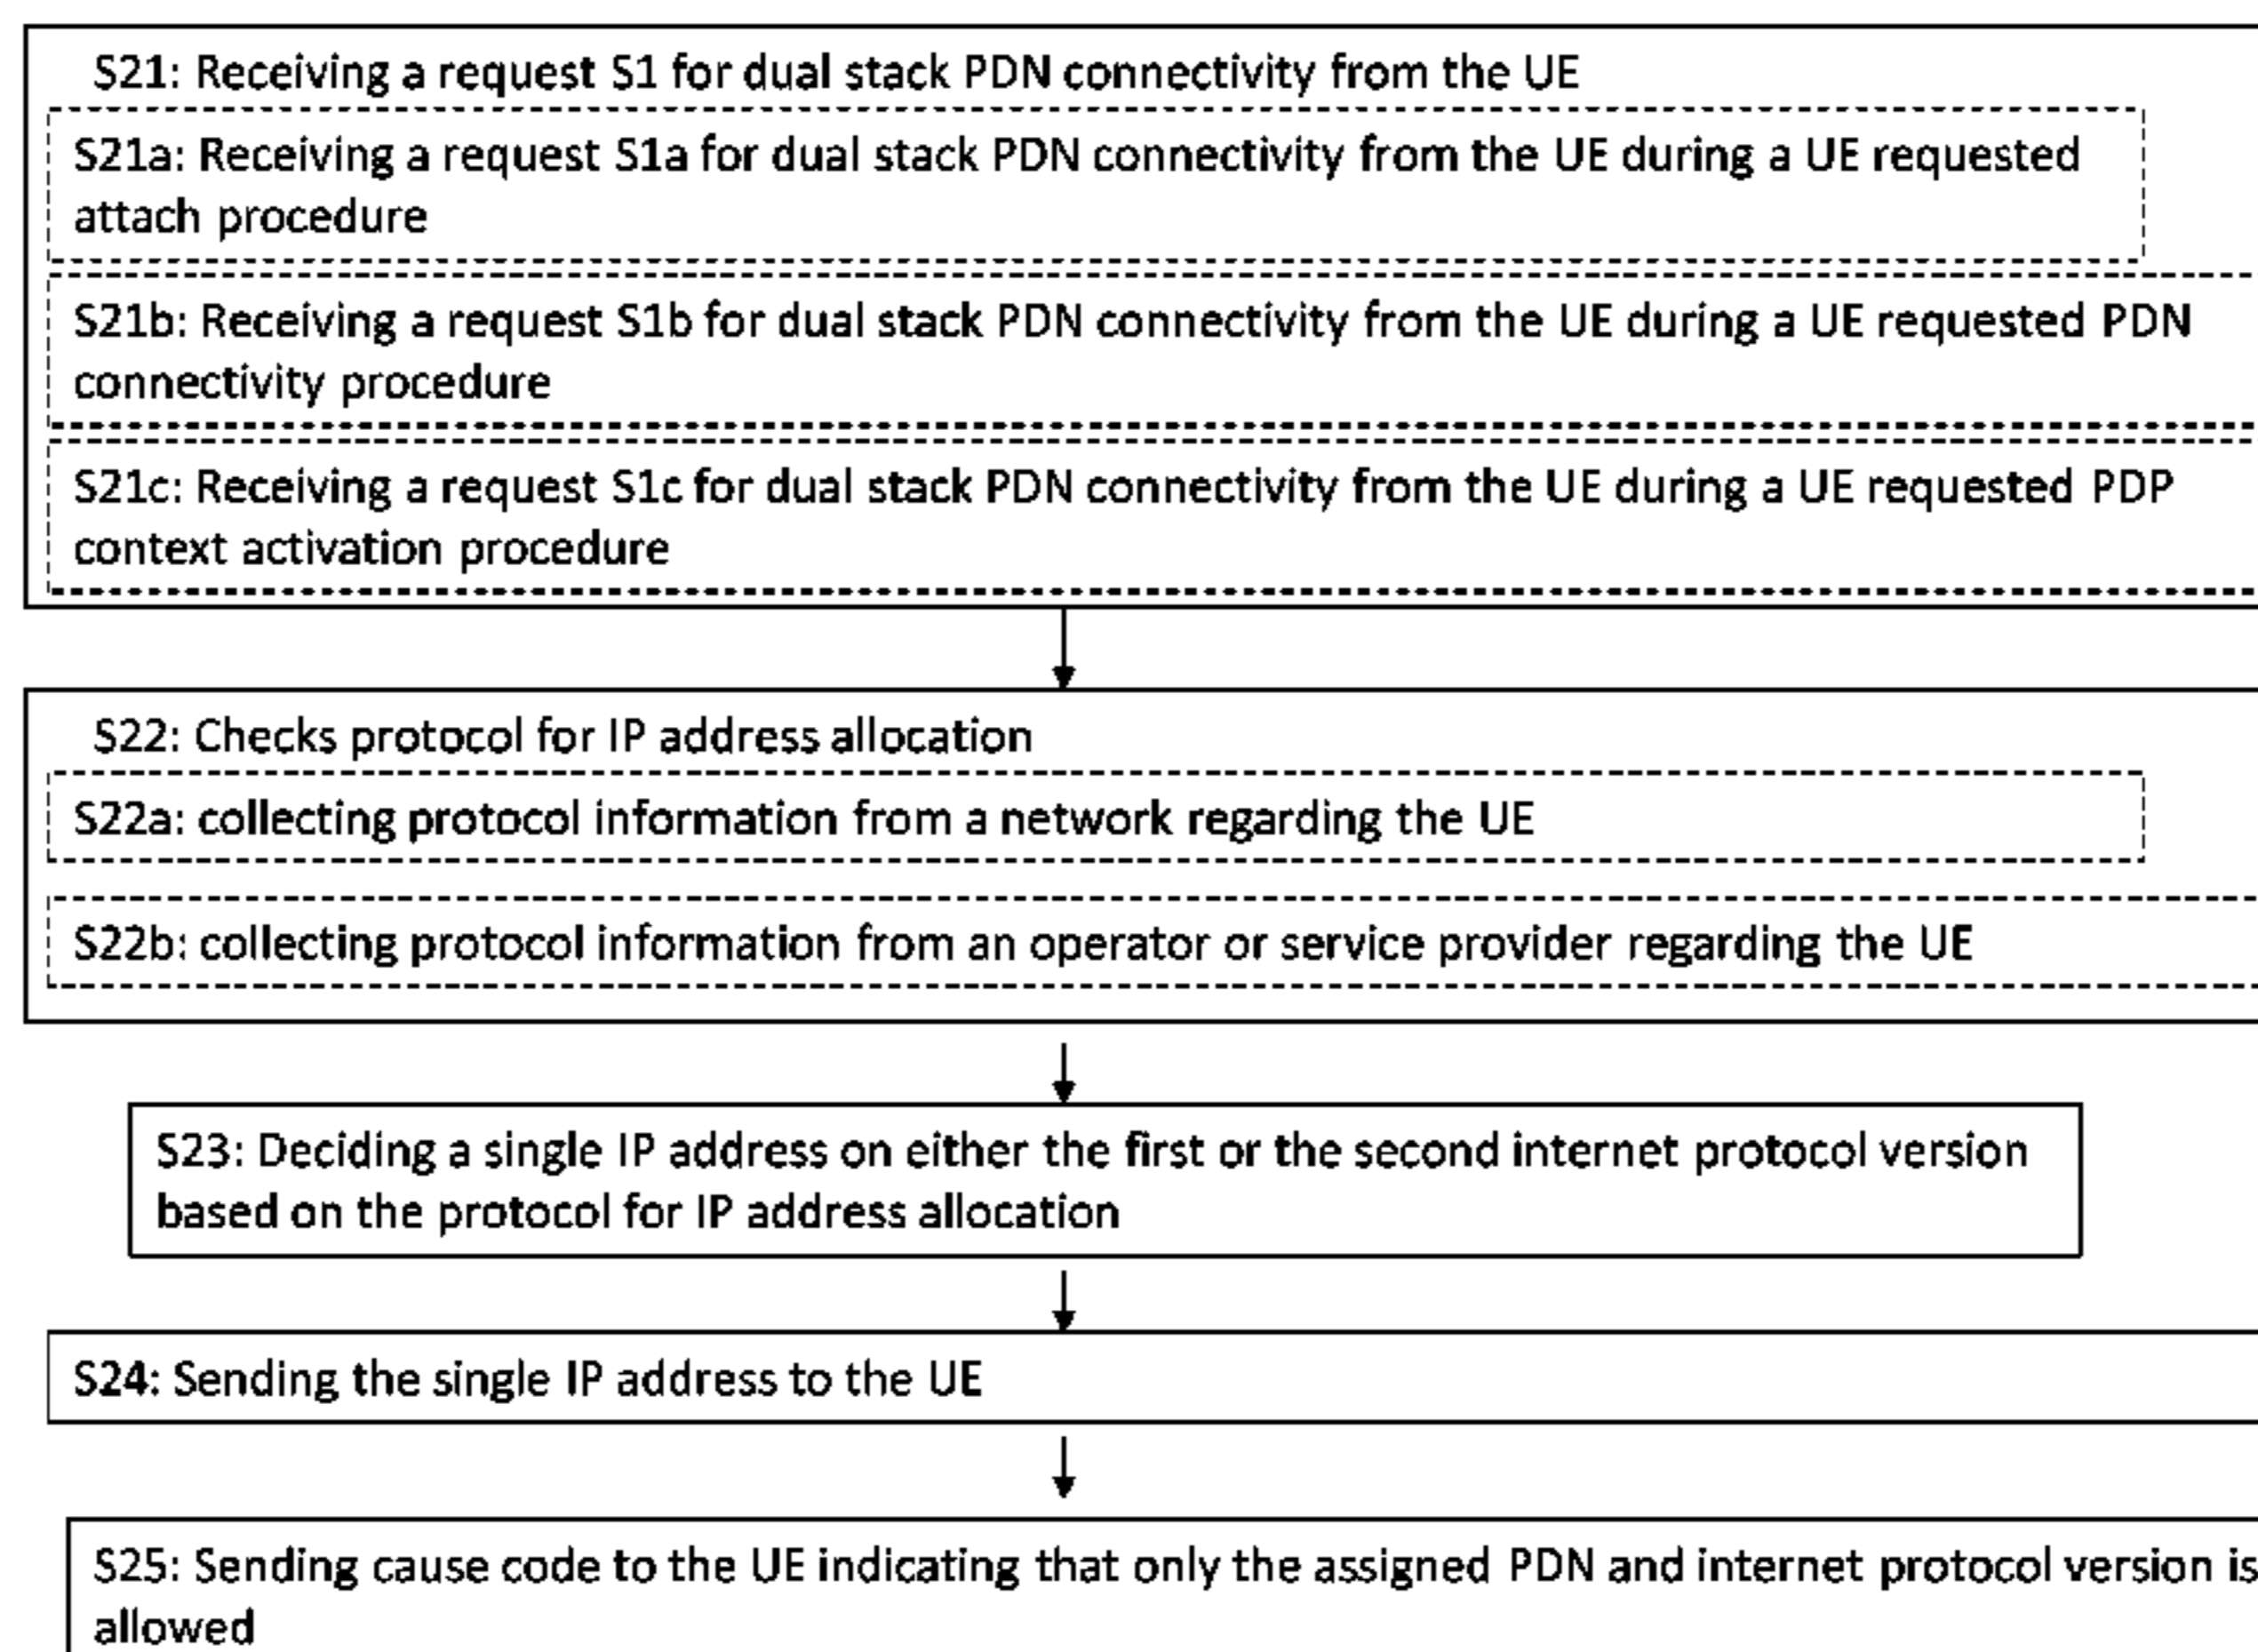 S21: Receiving a request S1 for dual stack PDN connectivity from the UE
S21a: Receiving a request S1a for dual stack PDN connectivity from the UE during a UE requested
attach procedure
S21b: Receiving a request S1b for dual stack PDN connectivity from the UE during a UE requested PDN
connectivity procedure
S21c: Receiving a request S1c for dual stack PDN connectivity from the UE during a UE requested PDP
context activation procedure
S22: Checks protocol for IP address allocation
S22a: collecting protocol information from a network regarding the UE
S22b: collecting protocol information from an operator or service provider regarding the UE
S23: Deciding a single IP address on either the first or the second internet protocol version
based on the protocol for IP address allocation
S24: Sending the single IP address to the UE
S25: Sending cause code to the UE indicating that only the assigned PDN and internet protocol version is
allowed